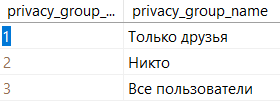 privacy_group_... privacy_group_name
1 Только друзья
2 Никто
3 Все пользователи